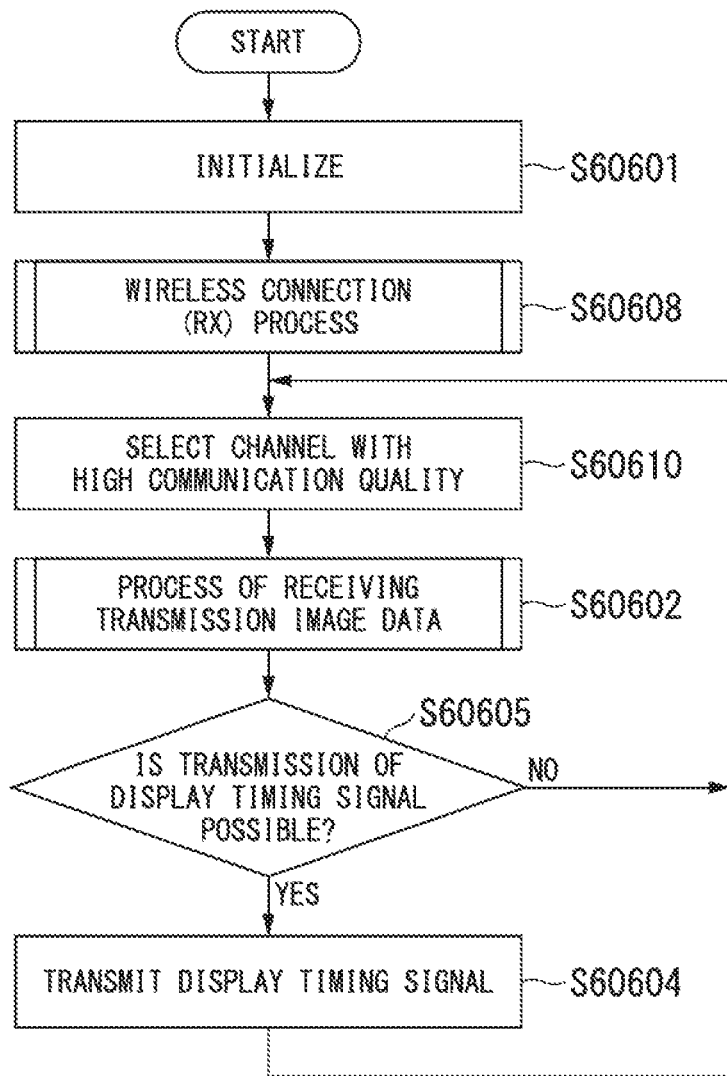 START
INITIALIZE
S60601
WIRELESS CONNECTION
(RX) PROCESS
S60608
SELECT CHANNEL WITH
HIGH COMMUNICATION QUALITY
S60610
PROCESS OF RECEIVING
TRANSMISSION IMAGE DATA
S60602
S60605
IS TRANSMISSION OF
DISPLAY TIMING SIGNAL
POSSIBLE?
NO
YES
TRANSMIT DISPLAY TIMING SIGNAL
S60604